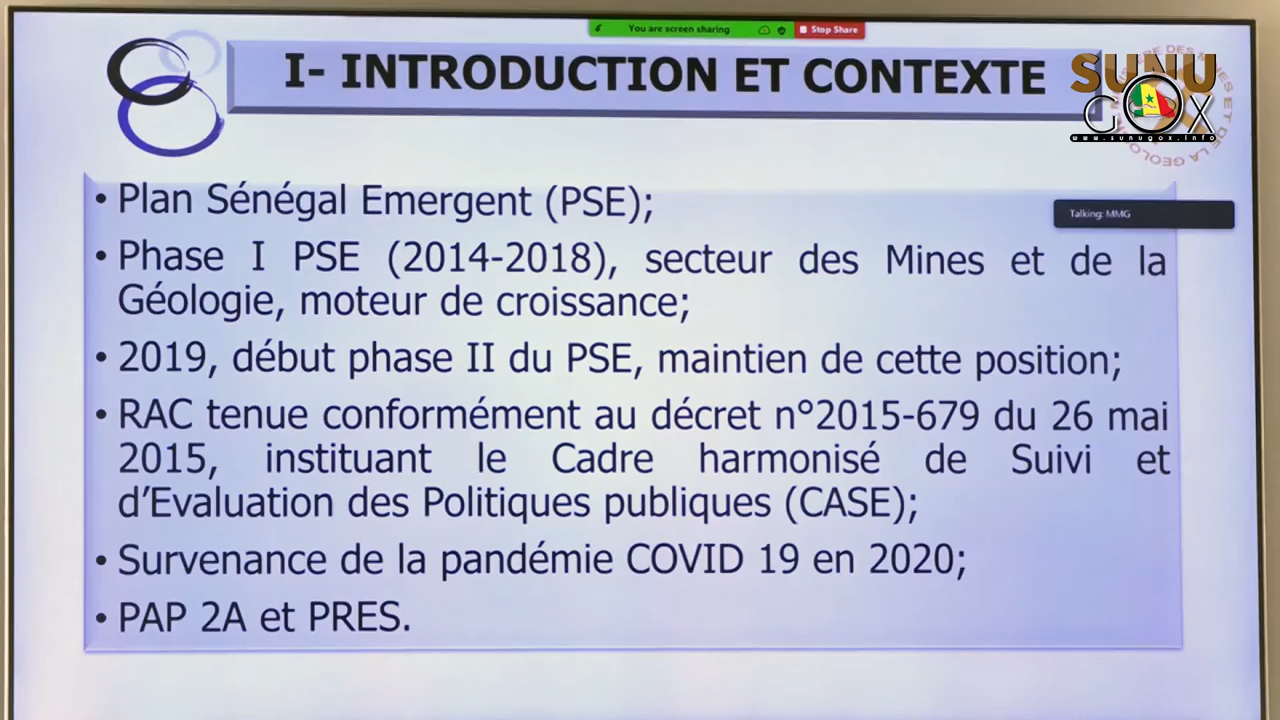 You are screen sharing
Stop Share
I- INTRODUCTION ET CONTEXTE
SUNU
GOX
www.sunugox.info
Talking: MMG
• Plan Sénégal Emergent (PSE);
• Phase I PSE (2014-2018), secteur des Mines et de la
Géologie, moteur de croissance;
• 2019, début phase II du PSE, maintien de cette position;
• RAC tenue conformément au décret n°2015-679 du 26 mai
2015, instituant le Cadre harmonisé de Suivi et
d’Evaluation des Politiques publiques (CASE);
• Survenance de la pandémie COVID 19 en 2020;
• PAP 2A et PRES.